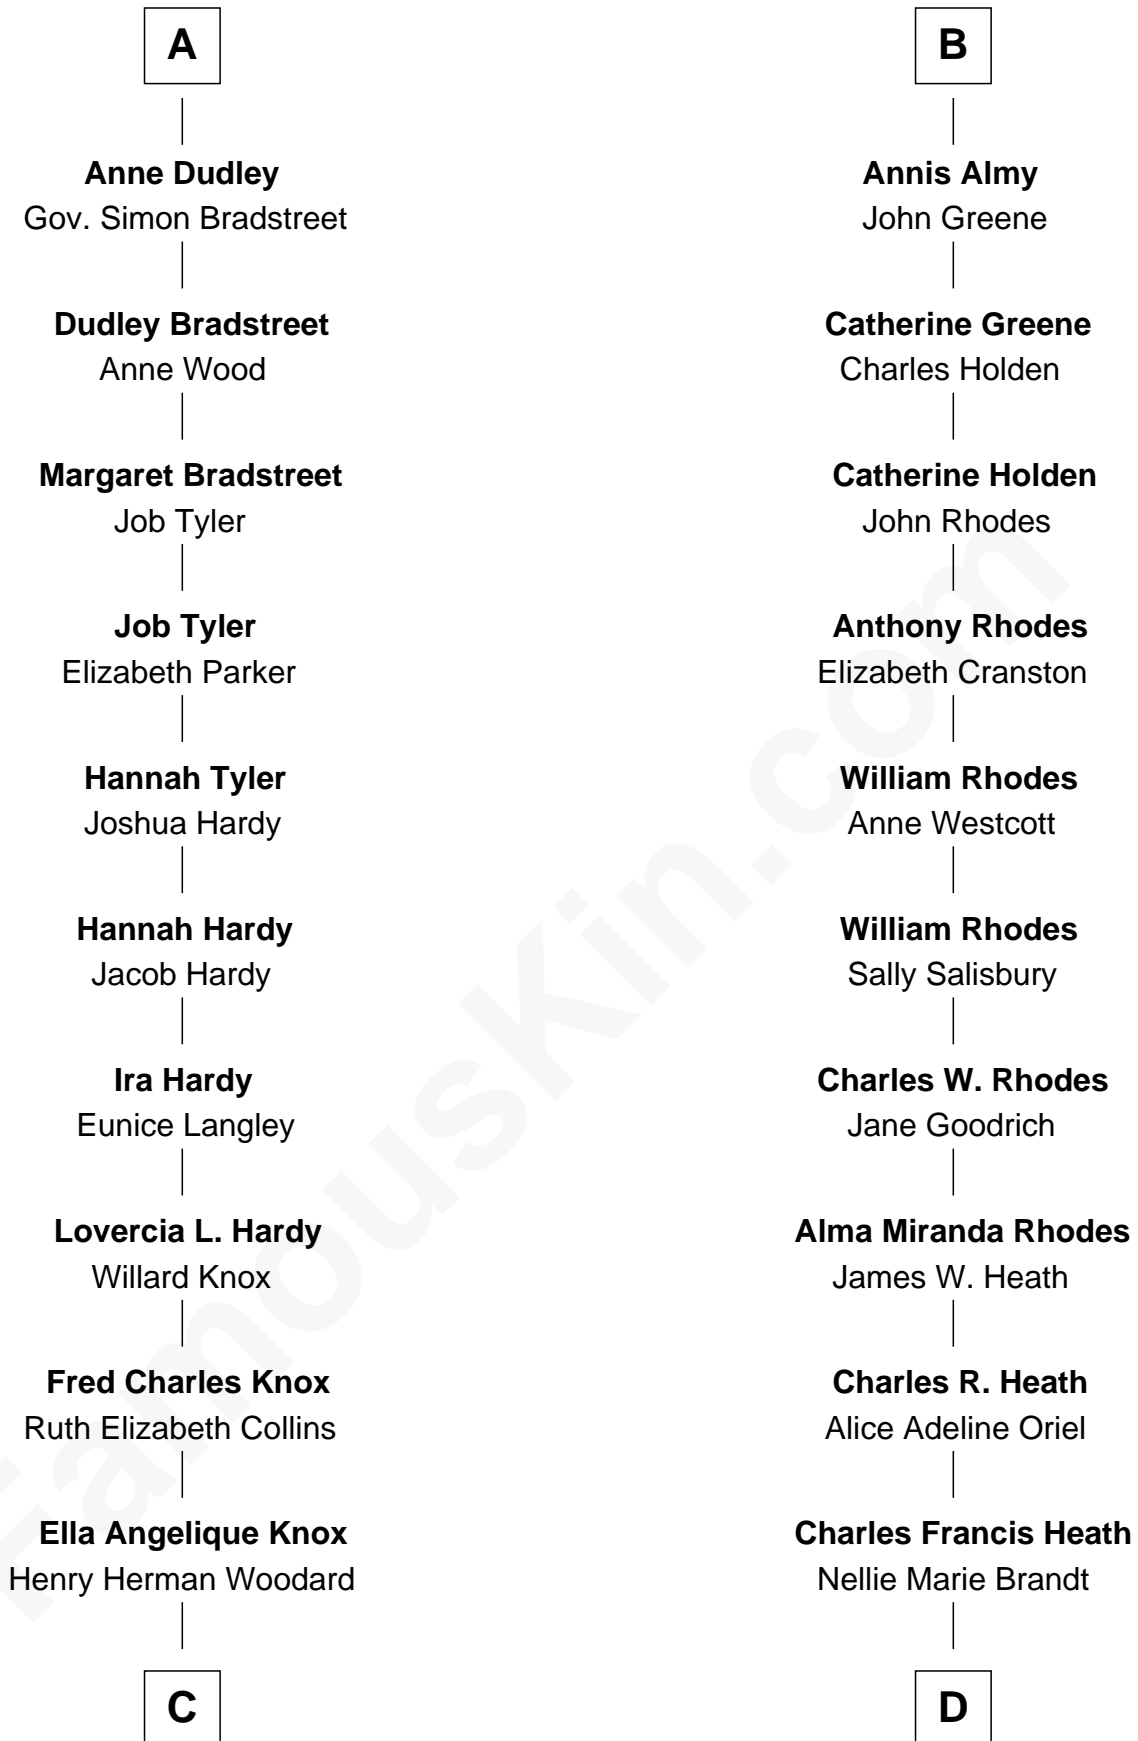 A
Anne Dudley
Gov. Simon Bradstreet
Dudley Bradstreet
Anne Wood
Margaret Bradstreet
Job Tyler
Job Tyler
Elizabeth Parker
Hannah Tyler
Joshua Hardy
Hannah Hardy
Jacob Hardy
Ira Hardy
Eunice Langley
Lovercia L. Hardy
Willard Knox
Fred Charles Knox
Ruth Elizabeth Collins
Ella Angelique Knox
Henry Herman Woodard
C
B
Annis Almy
John Greene
Catherine Greene
Charles Holden
Catherine Holden
John Rhodes
Anthony Rhodes
Elizabeth Cranston
William Rhodes
Anne Westcott
William Rhodes
Sally Salisbury
Charles W. Rhodes
Jane Goodrich
Alma Miranda Rhodes
James W. Heath
Charles R. Heath
Alice Adeline Oriel
Charles Francis Heath
Nellie Marie Brandt
D
FamousKin.com